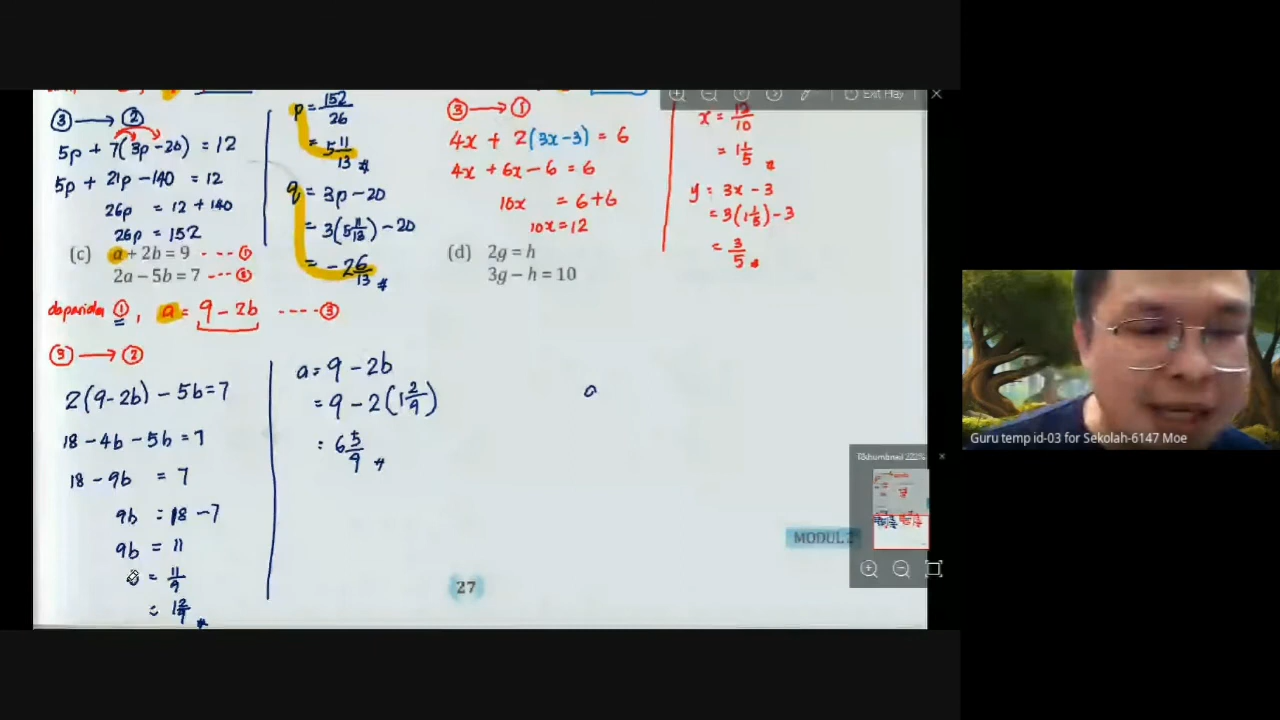 ③ → ②
5p + 7(3p - 20) = 12
5p + 21p - 140 = 12
26p = 12 + 140
26p = 152
p = 152/26
= 5 11/13 *
q = 3p - 20
= 3(5 11/13) - 20
= -2 6/13 *
③ → ①
4x + 2(3x - 3) = 6
4x + 6x - 6 = 6
10x = 6 + 6
10x = 12
x = 12/10
= 1 1/5 *
y = 3x - 3
= 3(1 1/5) - 3
= 3/5 *
(c) a + 2b = 9 ---- ①
2a - 5b = 7 ---- ②
daripada ①, a = 9 - 2b ---- ③
③ → ②
2(9 - 2b) - 5b = 7
18 - 4b - 5b = 7
18 - 9b = 7
9b = 18 - 7
9b = 11
= 11/9
= 1 2/9 *
a = 9 - 2b
= 9 - 2(1 2/9)
= 6 5/9 *
(d) 2g = h
3g - h = 10
a
MODUL 2
27
Exit
Guru temp id-03 for Sekolah-6147 Moe